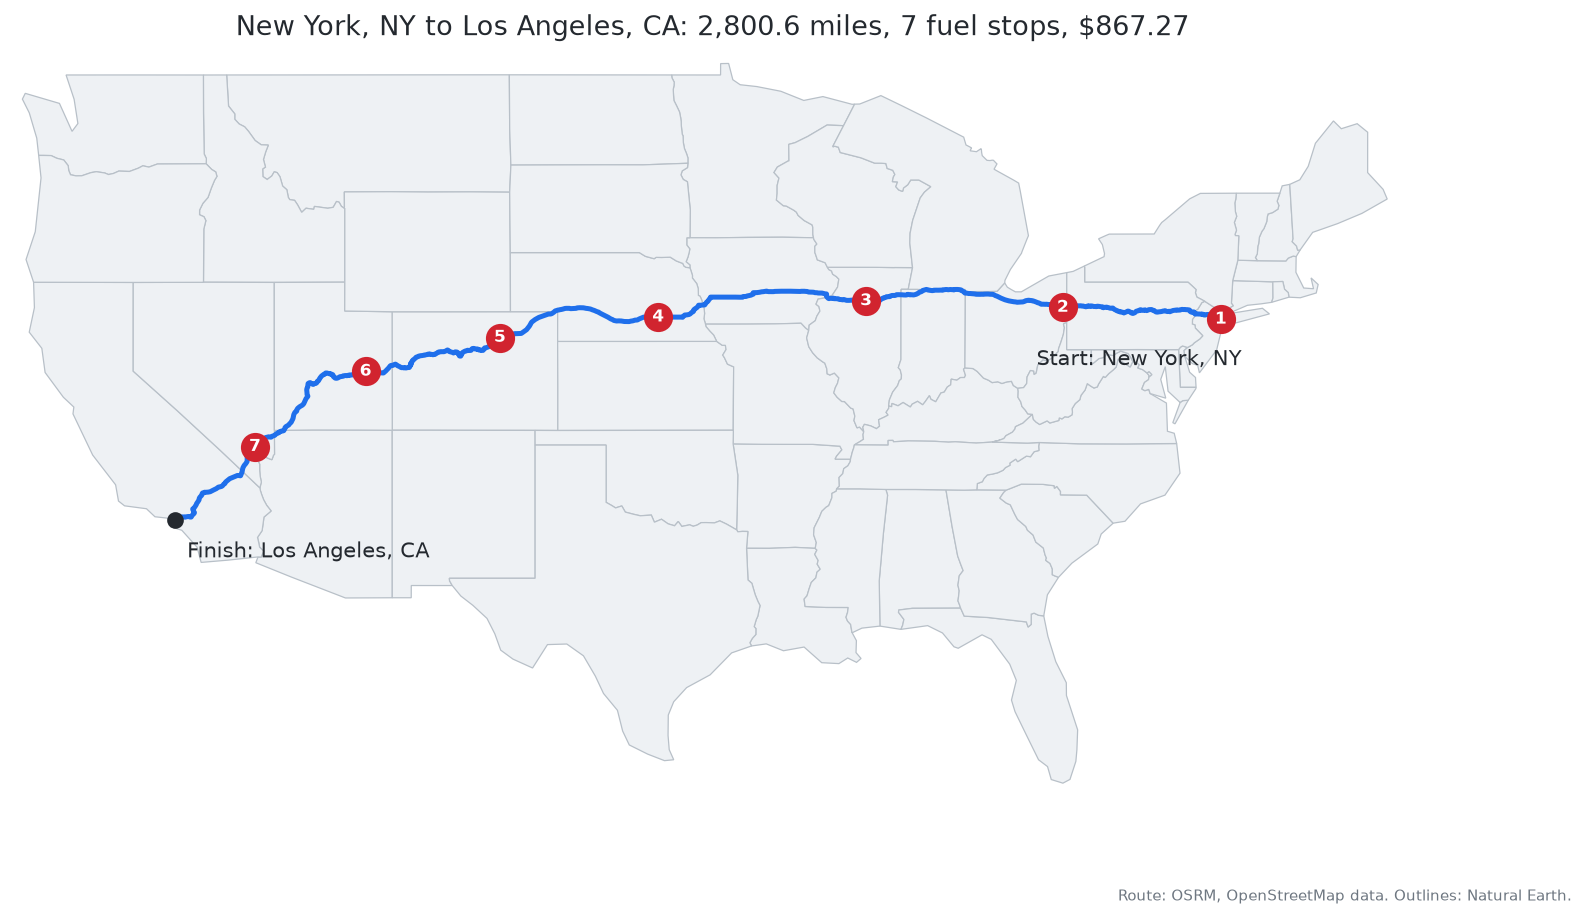 New York, NY to Los Angeles, CA: 2,800.6 miles, 7 fuel stops, $867.27
3
2
4
1
5
Start: New York, NY
6
7
Finish: Los Angeles, CA
Route: OSRM, OpenStreetMap data. Outlines: Natural Earth.